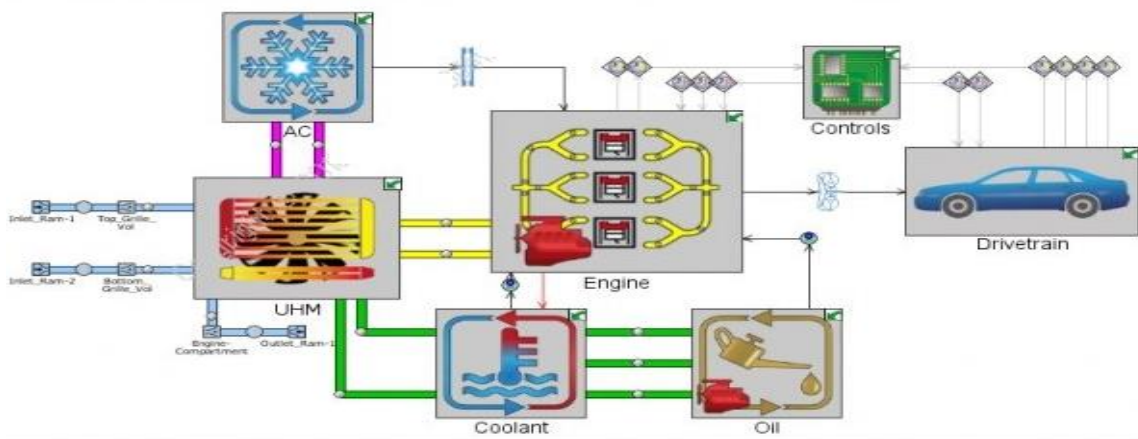 AC
Controls
Inlet_Ram-1
Top_Grille_
Vol
Drivetrain
Inlet_Ram-2
Bottom_
Grille_Vol
UHM
Engine
Engine-
Compartment
Outlet_Ram-1
Coolant
Oil